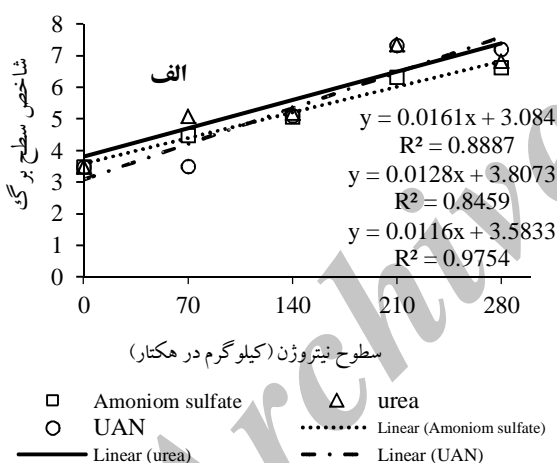 8
7
6
5
4
3
2
1
0
شاخص سطح برگ
الف
y = 0.0161x + 3.084
R² = 0.8887
y = 0.0128x + 3.8073
R² = 0.8459
y = 0.0116x + 3.5833
R² = 0.9754
0 70 140 210 280
سطوح نیتروژن (کیلوگرم در هکتار)
Amoniom sulfate
urea
UAN
Linear (Amoniom sulfate)
Linear (urea)
Linear (UAN)
Archive